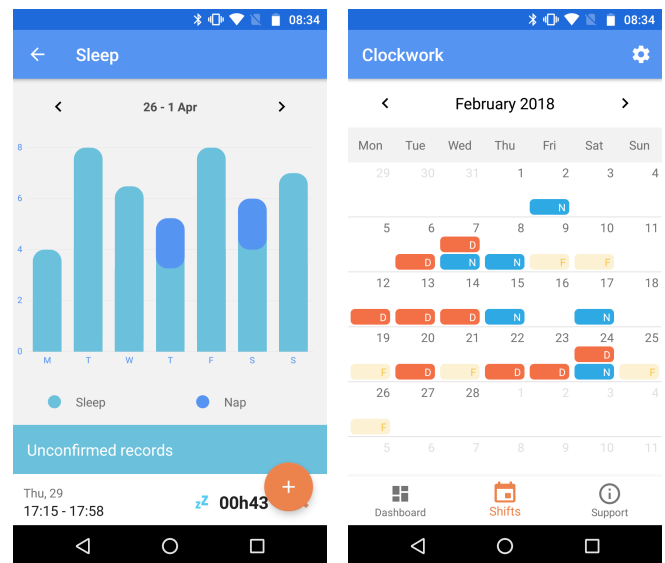 08:34
Sleep
26 - 1 Apr
8
6
4
2
0
M T W T F S S
Sleep Nap
Unconfirmed records
Thu, 29
17:15 - 17:58
zZ 00h43
+
08:34
Clockwork
February 2018
Mon Tue Wed Thu Fri Sat Sun
29 30 31 1 2 3 4
N
5 6 7 8 9 10 11
D
D N N F F
12 13 14 15 16 17 18
D D D N N
19 20 21 22 23 24 25
D
F D F D D N F
26 27 28 1 2 3 4
F
5 6 7 8 9 10 11
Dashboard Shifts Support